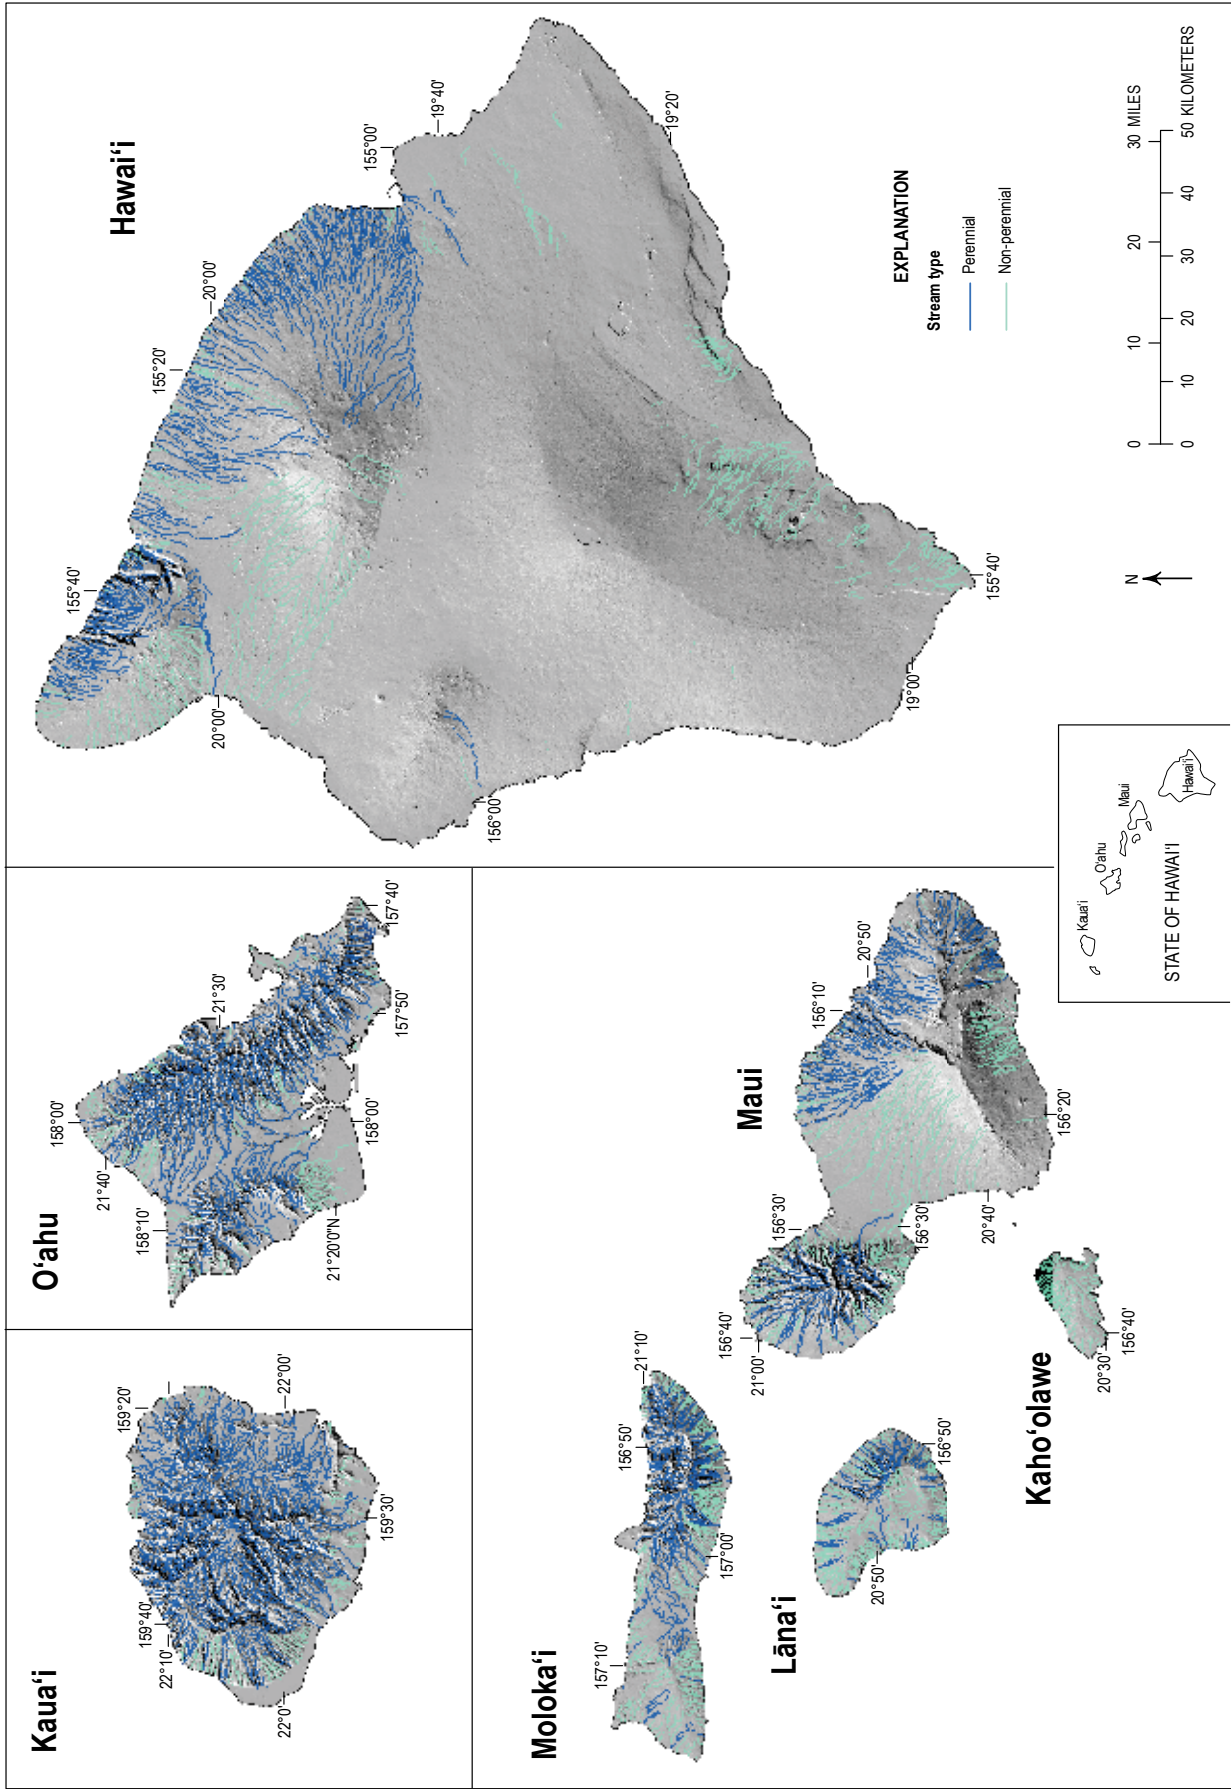 Kauaʻi
159°40'
22°10'
22°0'
159°20'
22°00'
159°30'
Oʻahu
158°10'
21°40'
158°00'
21°30'
157°40'
157°50'
158°00'
21°20'0"N
Hawaiʻi
155°40'
155°20'
20°00'
155°00'
19°40'
19°20'
20°00'
156°00'
19°00'
155°40'
EXPLANATION
Stream type
Perennial
Non-perennial
0 10 20 30 MILES
0 10 20 30 40 50 KILOMETERS
N
Molokaʻi
157°10'
156°50'
21°10'
157°00'
Lānaʻi
20°50'
156°50'
Maui
156°40'
21°00'
156°30'
156°10'
20°50'
156°30'
20°40'
156°20'
Kahoʻolawe
20°30'
156°40'
Kauaʻi
Oʻahu
Maui
Hawaiʻi
STATE OF HAWAIʻI